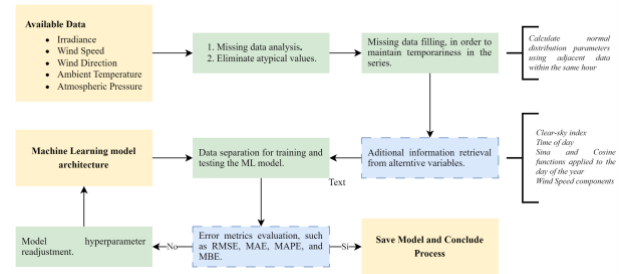 Available Data
• Irradiance
• Wind Speed
• Wind Direction
• Ambient Temperature
• Atmospheric Pressure
1. Missing data analysis.
2. Eliminate atypical values.
Missing data filling, in order to
maintain temporariness in the
series.
Calculate normal
distribution parameters
using adjacent data
within the same hour
Machine Learning model
architecture
Data separation for training and
testing the ML model.
Aditional information retrieval
from alterntive variables.
Clear-sky index
Time of day
Sina and Cosine
functions applied to the
day of the year
Wind Speed components
Text
Model hyperparameter
readjustment.
No
Error metrics evaluation, such
as RMSE, MAE, MAPE, and
MBE.
Si
Save Model and Conclude
Process